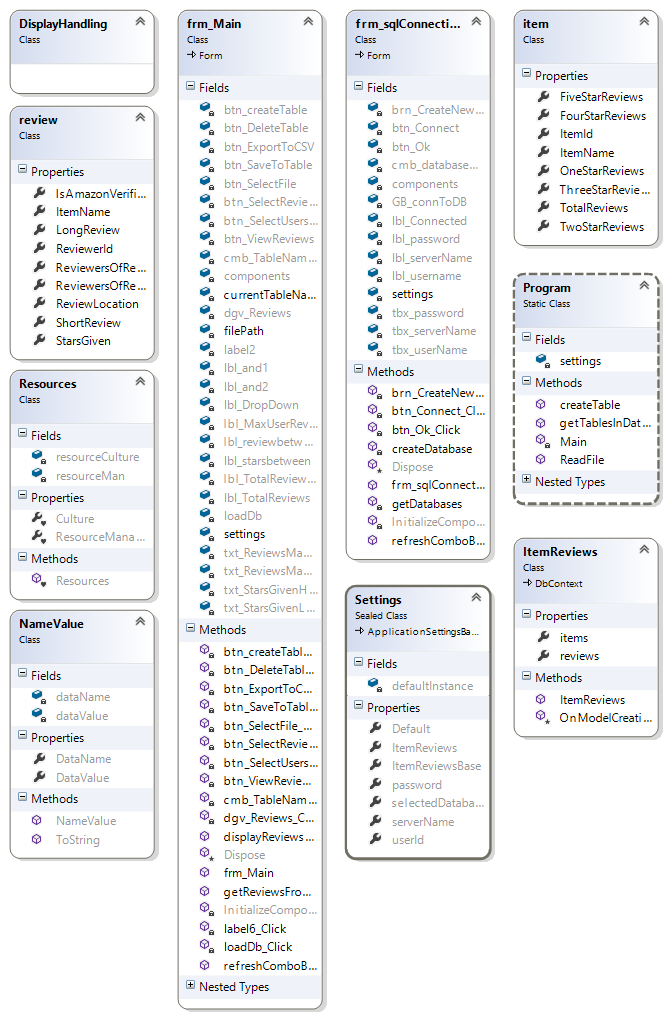 DisplayHandling
Class
review
Class
Properties
IsAmazonVerifi...
ItemName
LongReview
ReviewerId
ReviewersOfRe...
ReviewersOfRe...
ReviewLocation
ShortReview
StarsGiven
Resources
Class
Fields
resourceCulture
resourceMan
Properties
Culture
ResourceMana...
Methods
Resources
NameValue
Class
Fields
dataName
dataValue
Properties
DataName
DataValue
Methods
NameValue
ToString
frm_Main
Class
Form
Fields
btn_createTable
btn_DeleteTable
btn_ExportToCSV
btn_SaveToTable
btn_SelectFile
btn_SelectRevie...
btn_SelectUsers...
btn_ViewReviews
cmb_TableNam...
components
currentTableNa...
dgv_Reviews
filePath
label2
lbl_and1
lbl_and2
lbl_DropDown
lbl_MaxUserRev...
lbl_reviewbetw...
lbl_starsbetween
lbl_TotalReview...
lbl_TotalReviews
loadDb
settings
txt_ReviewsMa...
txt_ReviewsMa...
txt_StarsGivenH...
txt_StarsGivenL...
Methods
btn_createTabl...
btn_DeleteTabl...
btn_ExportToC...
btn_SaveToTabl...
btn_SelectFile_...
btn_SelectRevie...
btn_SelectUsers...
btn_ViewRevie...
cmb_TableNam...
dgv_Reviews_C...
displayReviews
Dispose
frm_Main
getReviewsFro...
InitializeCompo...
label6_Click
loadDb_Click
refreshComboB...
Nested Types
frm_sqlConnecti...
Class
Form
Fields
brn_CreateNew...
btn_Connect
btn_Ok
cmb_database...
components
GB_connToDB
lbl_Connected
lbl_password
lbl_serverName
lbl_username
settings
tbx_password
tbx_serverName
tbx_userName
Methods
brn_CreateNew...
btn_Connect_Cl...
btn_Ok_Click
createDatabase
Dispose
frm_sqlConnect...
getDatabases
InitializeCompo...
refreshComboB...
Settings
Sealed Class
ApplicationSettingsBa...
Fields
defaultInstance
Properties
Default
ItemReviews
ItemReviewsBase
password
selectedDataba...
serverName
userId
item
Class
Properties
FiveStarReviews
FourStarReviews
ItemId
ItemName
OneStarReviews
ThreeStarRevie...
TotalReviews
TwoStarReviews
Program
Static Class
Fields
settings
Methods
createTable
getTablesInDat...
Main
ReadFile
Nested Types
ItemReviews
Class
DbContext
Properties
items
reviews
Methods
ItemReviews
OnModelCreati...